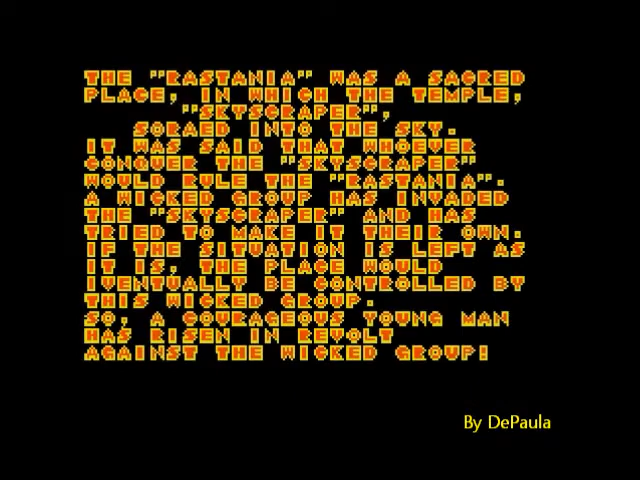 THE "RASTANIA" WAS A SACRED
PLACE, IN WHICH THE TEMPLE,
"SKYSCRAPER",
SORAED INTO THE SKY.
IT WAS SAID THAT WHOEVER
CONQUER THE "SKYSCRAPER"
WOULD RULE THE "RASTANIA".
A WICKED GROUP HAS INVADED
THE "SKYSCRAPER" AND HAS
TRIED TO MAKE IT THEIR OWN.
IF THE SITUATION IS LEFT AS
IT IS, THE PLACE WOULD
IVENTUALLY BE CONTROLLED BY
THIS WICKED GROUP.
SO, A COURAGEOUS YOUNG MAN
HAS RISEN IN REVOLT
AGAINST THE WICKED GROUP!
By DePaula